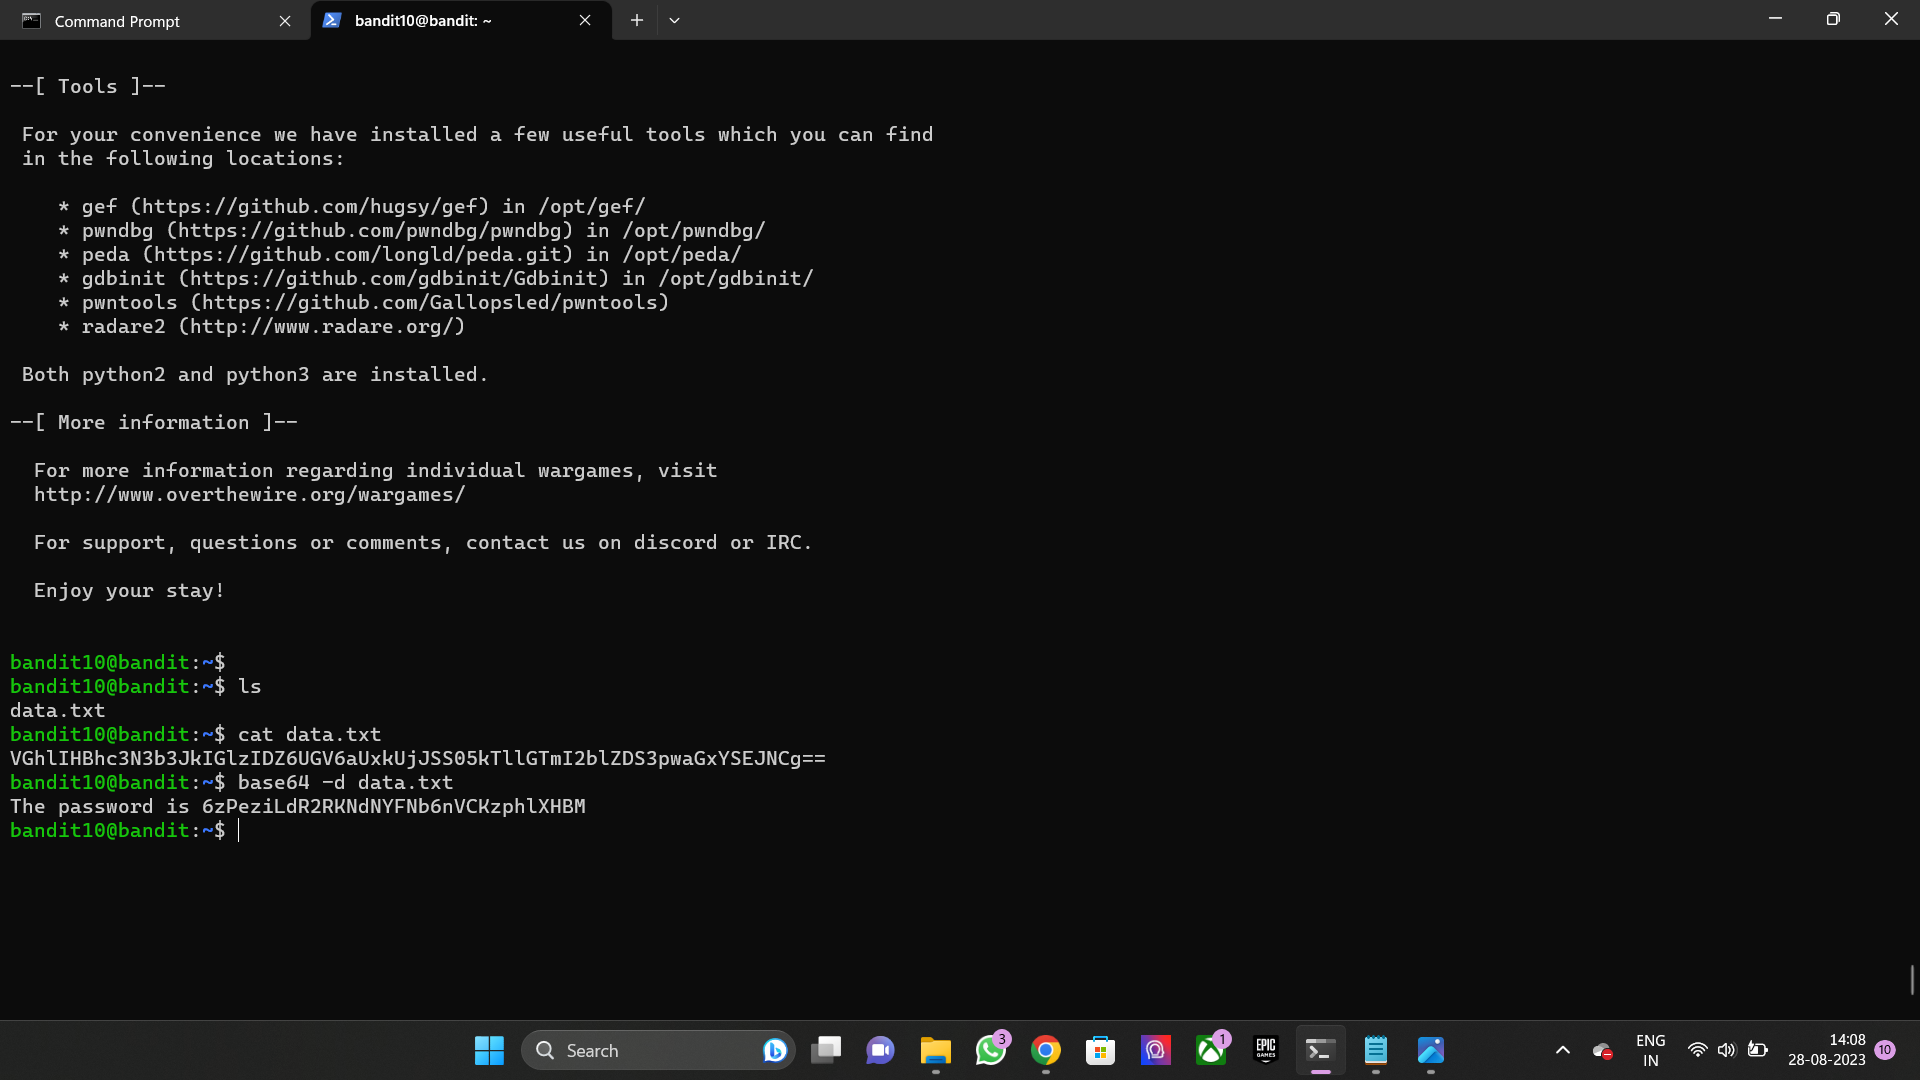 Command Prompt
bandit10@bandit: ~
--[ Tools ]--
For your convenience we have installed a few useful tools which you can find
in the following locations:
* gef (https://github.com/hugsy/gef) in /opt/gef/
* pwndbg (https://github.com/pwndbg/pwndbg) in /opt/pwndbg/
* peda (https://github.com/longld/peda.git) in /opt/peda/
* gdbinit (https://github.com/gdbinit/Gdbinit) in /opt/gdbinit/
* pwntools (https://github.com/Gallopsled/pwntools)
* radare2 (http://www.radare.org/)
Both python2 and python3 are installed.
--[ More information ]--
For more information regarding individual wargames, visit
http://www.overthewire.org/wargames/
For support, questions or comments, contact us on discord or IRC.
Enjoy your stay!
bandit10@bandit:~$
bandit10@bandit:~$ ls
data.txt
bandit10@bandit:~$ cat data.txt
VGhlIHBhc3N3b3JkIGlzIDZ6UGV6aUxkUjJSS05kTllGTmI2blZDS3pwaGxYSEJNCg==
bandit10@bandit:~$ base64 -d data.txt
The password is 6zPeziLdR2RKNdNYFNb6nVCKzphlXHBM
bandit10@bandit:~$
Search
3
1
EPIC
GAMES
ENG
IN
14:08
28-08-2023
10